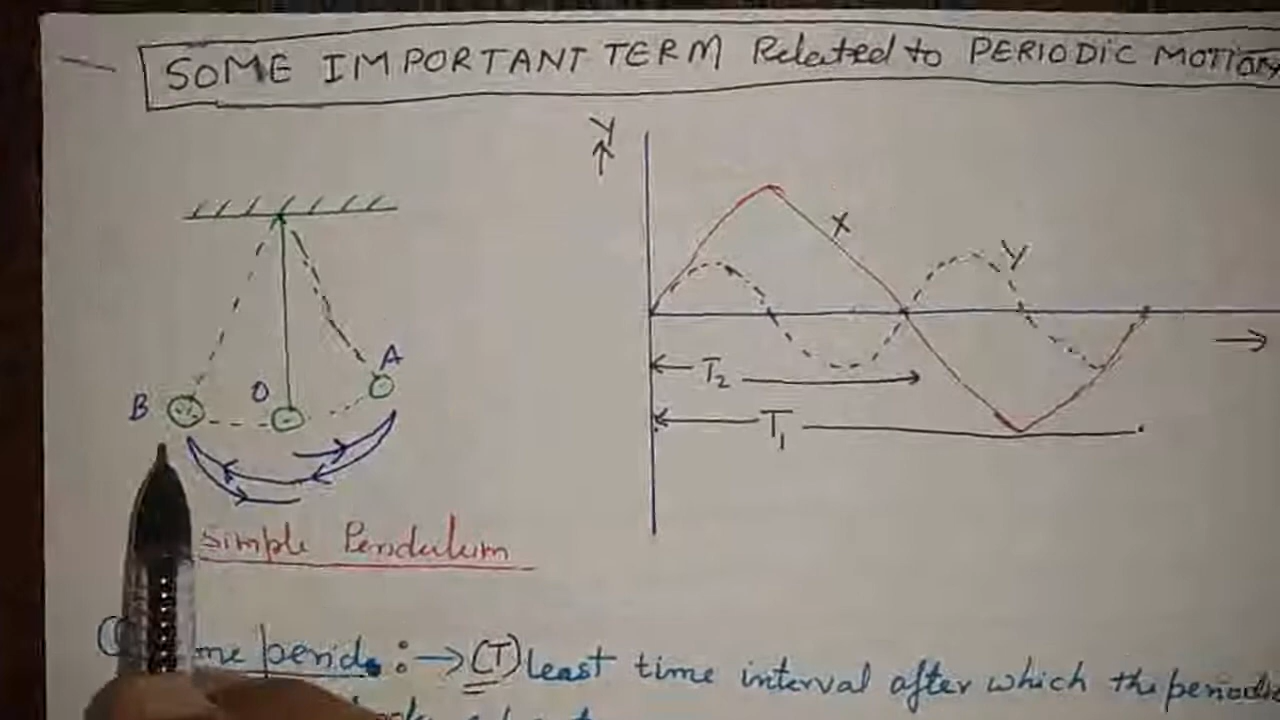 SOME IMPORTANT TERM Related to PERIODIC MOTION
Y
X
Y
A
O
B
T2
T1
Simple Pendulum
me perid. :→ (T) least time interval after which the periodic